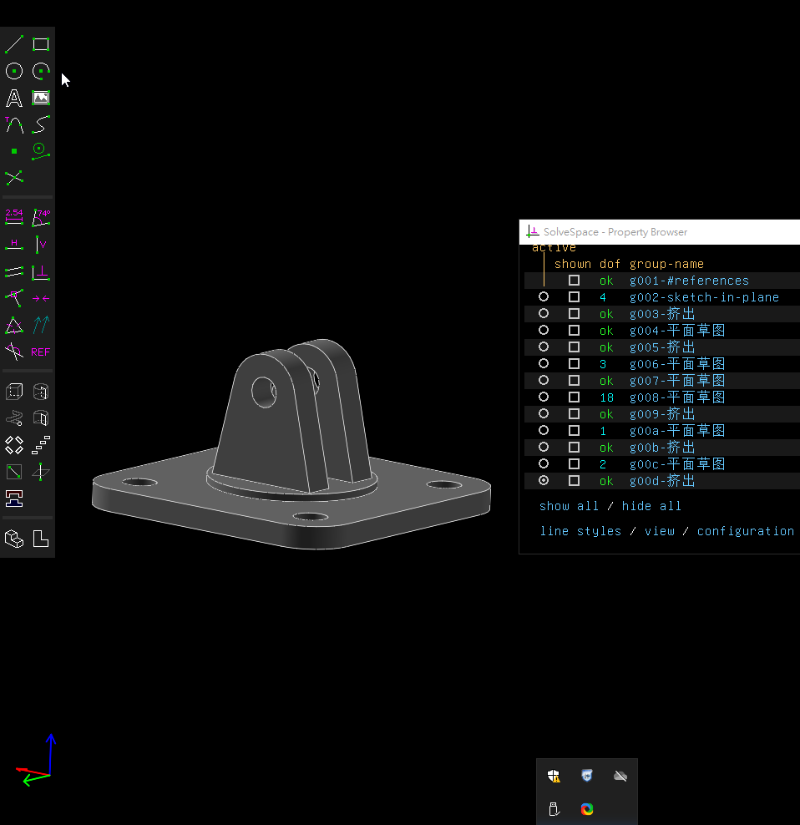 2.54 74°
H V
REF
SolveSpace - Property Browser
active
shown dof group-name
ok g001-#references
4 g002-sketch-in-plane
ok g003-挤出
ok g004-平面草图
ok g005-挤出
3 g006-平面草图
ok g007-平面草图
18 g008-平面草图
ok g009-挤出
1 g00a-平面草图
ok g00b-挤出
2 g00c-平面草图
ok g00d-挤出
show all / hide all
line styles / view / configuration